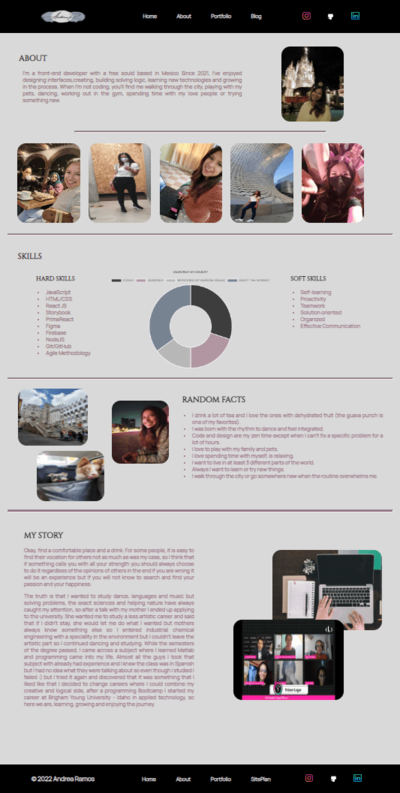 Home About Portfolio Blog
ABOUT
I'm a front-end developer with a free sould based in Mexico Since 2021, I've enjoyed
designing interfaces,creating, building solving logic, learning new technologies and growing
in the process. When I'm not coding, you'll find me walking through the city, playing with my
pets, dancing, working out in the gym, spending time with my love people or trying
something new.
SKILLS
HARD SKILLS
JavaScript
HTML/CSS
React JS
Storybook
PrimeReact
Figma
Firebase
NodeJS
Git/GitHub
Agile Methodology
SOFT SKILLS
Self-learning
Proactivity
Teamwork
Solution oriented
Organized
Effective Communication
RANDOM FACTS
I drink a lot of tea and I love the ones with dehydrated fruit (the guava punch is
one of my favorites).
I was born with the rhythm to dance and feel integrated.
Code and design are my zen time except when I can't fix a specific problem for a
lot of hours.
I love to play with my family and pets.
I love spending time with myself, is relaxing.
I want to live in at least 3 different parts of the world.
Always I want to learn or try new things.
I walk through the city or go somewhere new when the routine overwhelms me.
MY STORY
Okay, find a comfortable place and a drink. For some people, it is easy to
find their vocation for others not as much as was my case, so I think that
if something calls you with all your strength you should always choose
to do it regardless of the opinions of others in the end if you are wrong it
will be an experience but if you will not know to search and find your
passion and your happiness.
The truth is that I wanted to study dance, languages and music but
solving problems, the exact sciences and helping nature have always
caught my attention, so after a talk with my mother I ended up applying
to the university. She wanted me to study a less artistic career and said
that if I didn't stay, she would let me do what I wanted but mothers
always know something else so I entered industrial chemical
engineering with a speciality in the environment but I couldn't leave the
artistic part so I continued dancing and studying. While the semesters
of the degree passed, I came across a subject where I learned Matlab
and programming came into my life. Almost all the guys I took that
subject with already had experience and I knew the class was in Spanish
but I had no idea what they were talking about so even though I studied I
failed :) but I tried it again and discovered that it was something that I
liked like that I decided to change careers where I could combine my
creative and logical side, after a programming Bootcamp I started my
career at Brigham Young University - Idaho in applied technology, so
here we are, learning, growing and enjoying the journey.
© 2022 Andrea Ramos Home About Portfolio SitePlan